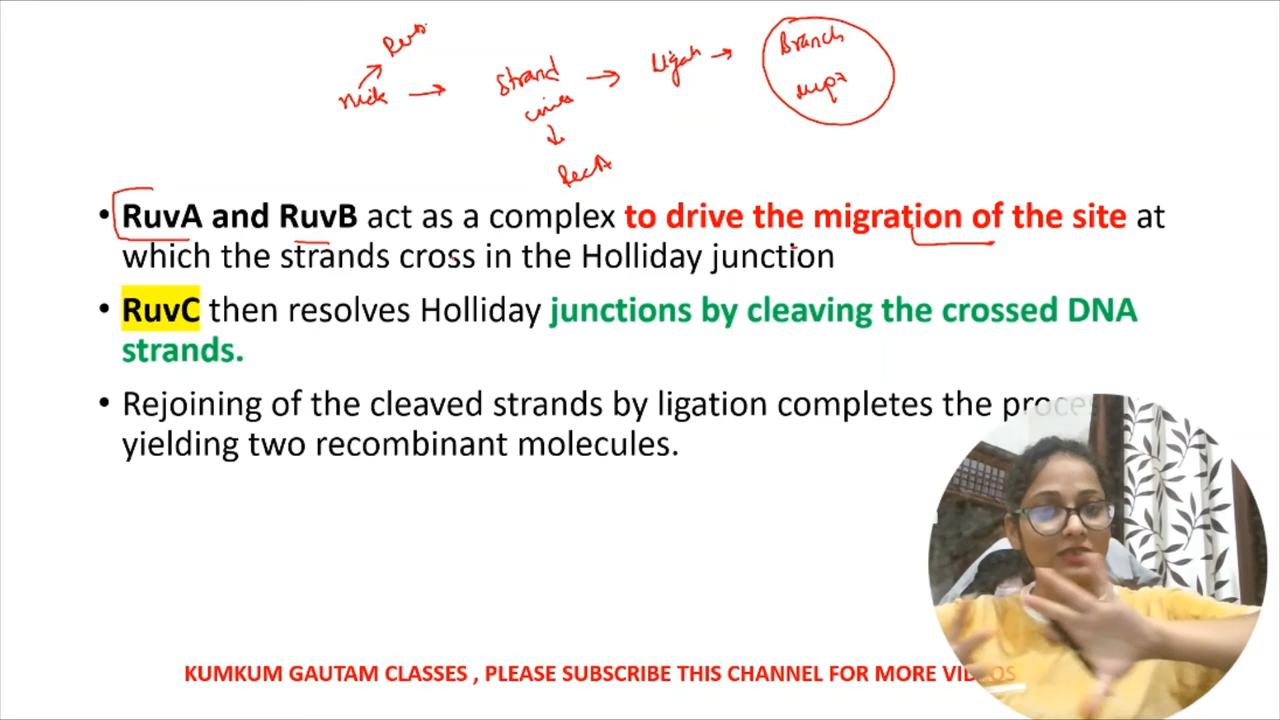 Nick → Strand → Ligatn → Branch
RecA
• RuvA and RuvB act as a complex to drive the migration of the site at
which the strands cross in the Holliday junction
• RuvC then resolves Holliday junctions by cleaving the crossed DNA
strands.
• Rejoining of the cleaved strands by ligation completes the
yielding two recombinant molecules.
KUMKUM GAUTAM CLASSES , PLEASE SUBSCRIBE THIS CHANNEL FOR MORE VIDEOS